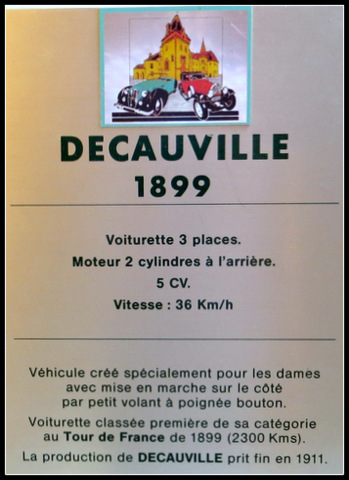 DECAUVILLE
1899
Voiturette 3 places.
Moteur 2 cylindres à l'arrière.
5 CV.
Vitesse : 36 Km/h
Véhicule créé spécialement pour les dames
avec mise en marche sur le côté
par petit volant à poignée bouton.
Voiturette classée première de sa catégorie
au Tour de France de 1899 (2300 Kms).
La production de DECAUVILLE prit fin en 1911.